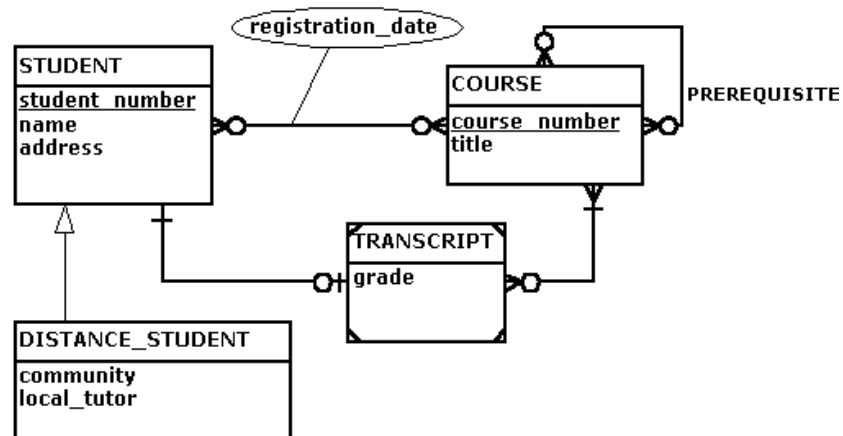 registration_date
STUDENT
student_number
name
address
COURSE
course_number
title
PREREQUISITE
TRANSCRIPT
grade
DISTANCE_STUDENT
community
local_tutor